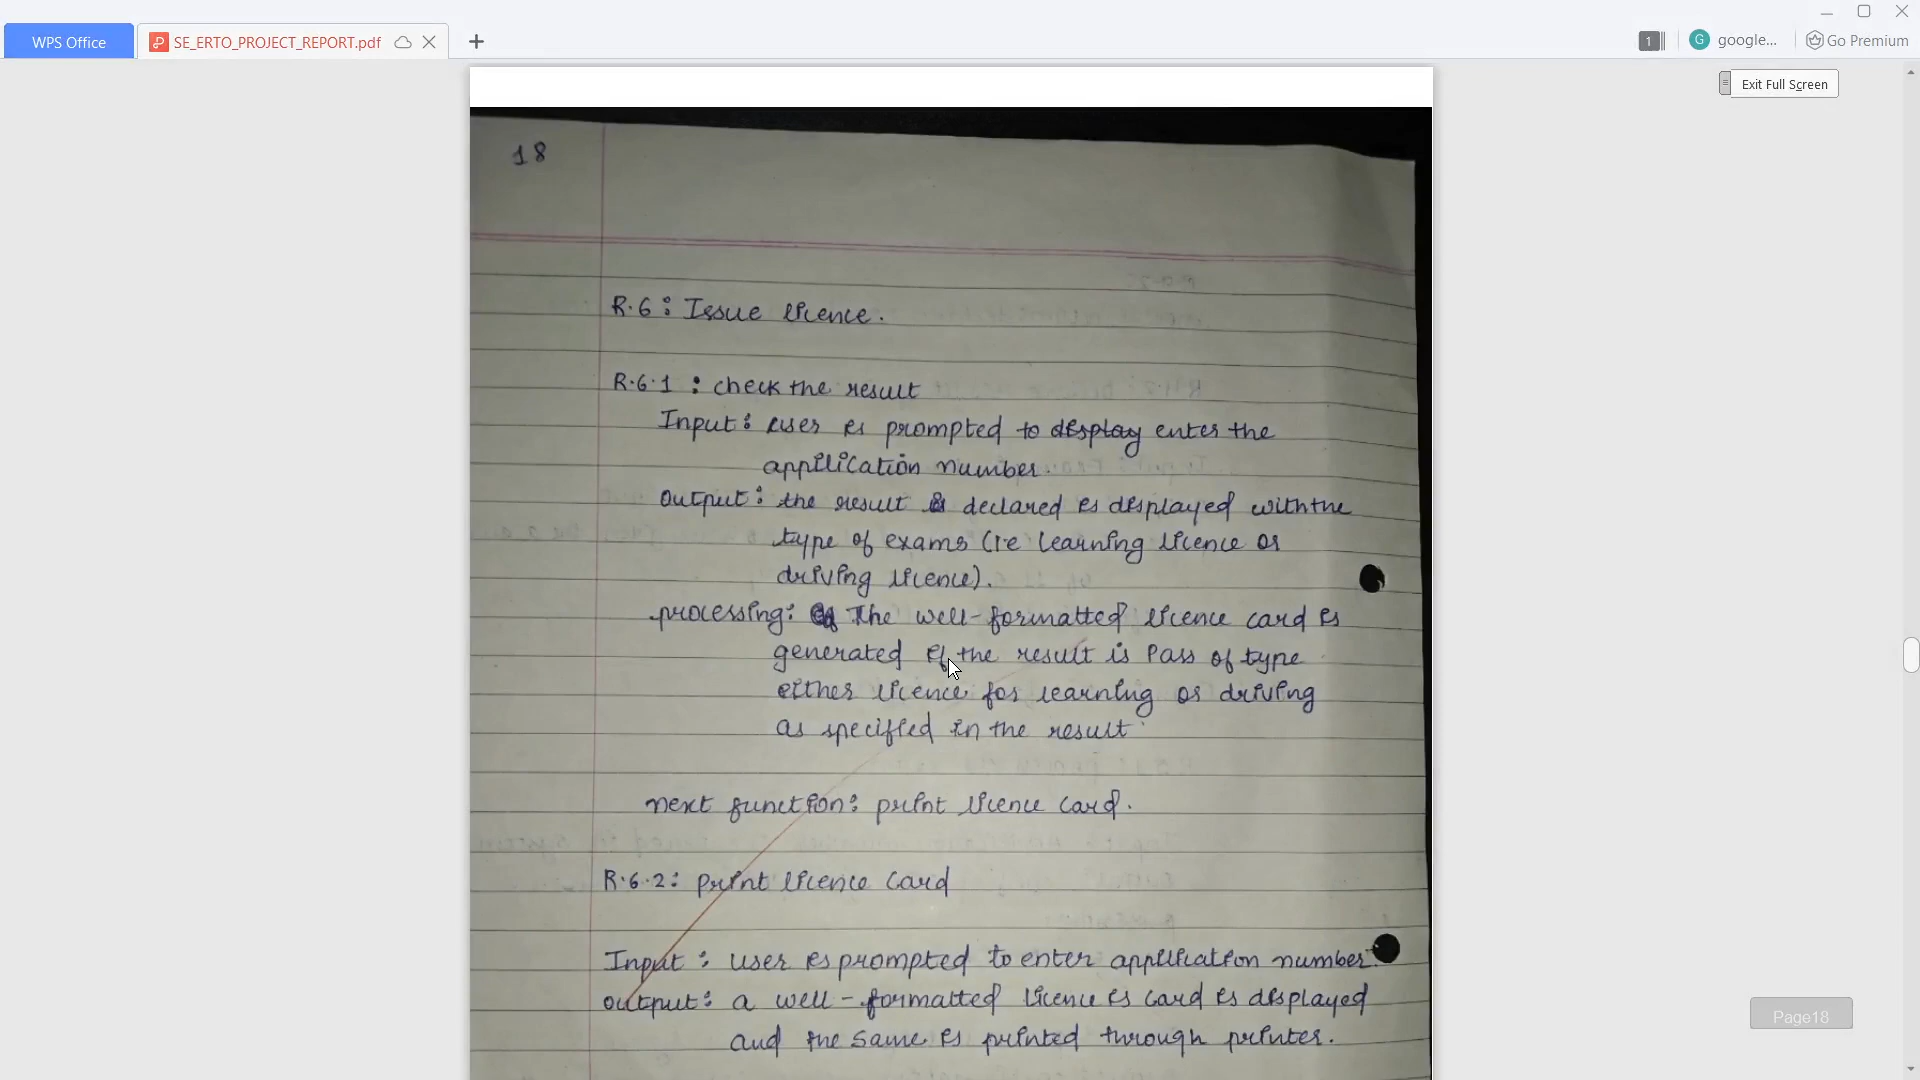 WPS Office
SE_ERTO_PROJECT_REPORT.pdf
1
G google...
Go Premium
Exit Full Screen
18
R.6 : Issue licence.
R.6.1 : check the result
Input : user is prompted to display enter the
application number.
Output : the result is declared is displayed with the
type of exams (i.e learning licence or
driving licence).
processing : The well-formatted licence card is
generated if the result is Pass of type
either licence for learning or driving
as specified in the result
next function : print licence card.
R.6.2 : print licence card
Input : user is prompted to enter application number.
output : a well-formatted licence is card is displayed
and the same is printed through printer.
Page18